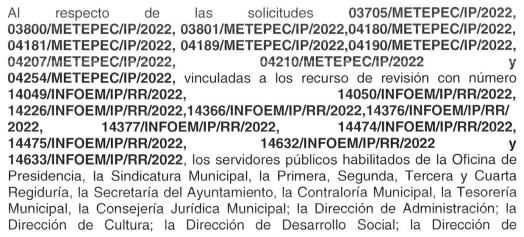 Al respecto de las solicitudes 03705/METEPEC/IP/2022,
03800/METEPEC/IP/2022, 03801/METEPEC/IP/2022,04180/METEPEC/IP/2022,
04181/METEPEC/IP/2022, 04189/METEPEC/IP/2022,04190/METEPEC/IP/2022,
04207/METEPEC/IP/2022, 04210/METEPEC/IP/2022 y
04254/METEPEC/IP/2022, vinculadas a los recurso de revisión con número
14049/INFOEM/IP/RR/2022, 14050/INFOEM/IP/RR/2022,
14226/INFOEM/IP/RR/2022,14366/INFOEM/IP/RR/2022,14376/INFOEM/IP/RR/
2022, 14377/INFOEM/IP/RR/2022, 14474/INFOEM/IP/RR/2022,
14475/INFOEM/IP/RR/2022, 14632/INFOEM/IP/RR/2022 y
14633/INFOEM/IP/RR/2022, los servidores públicos habilitados de la Oficina de
Presidencia, la Sindicatura Municipal, la Primera, Segunda, Tercera y Cuarta
Regiduría, la Secretaría del Ayuntamiento, la Contraloría Municipal, la Tesorería
Municipal, la Consejería Jurídica Municipal; la Dirección de Administración; la
Dirección de Cultura; la Dirección de Desarrollo Social; la Dirección de